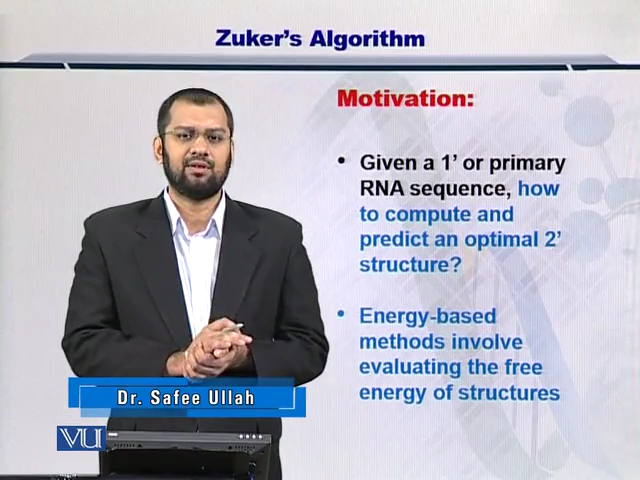 Zuker's Algorithm
Motivation:
• Given a 1' or primary
RNA sequence, how
to compute and
predict an optimal 2'
structure?
• Energy-based
methods involve
evaluating the free
energy of structures
Dr. Safee Ullah
VU